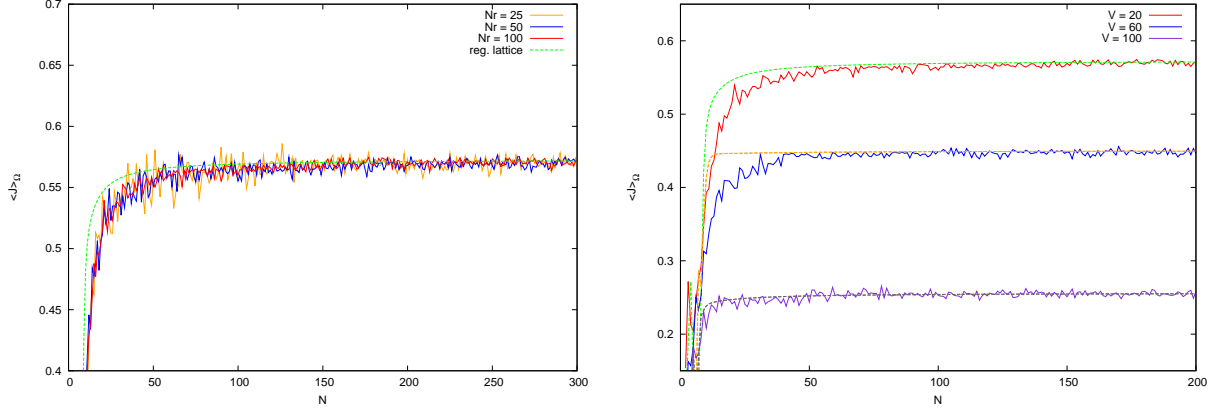 0.7
0.65
0.6
0.55
0.5
0.45
0.4
0
50
100
150
200
250
300
<J>Ω
N
Nr = 25
Nr = 50
Nr = 100
reg. lattice
0.6
0.5
0.4
0.3
0.2
0
50
100
150
200
<J>Ω
N
V = 20
V = 60
V = 100